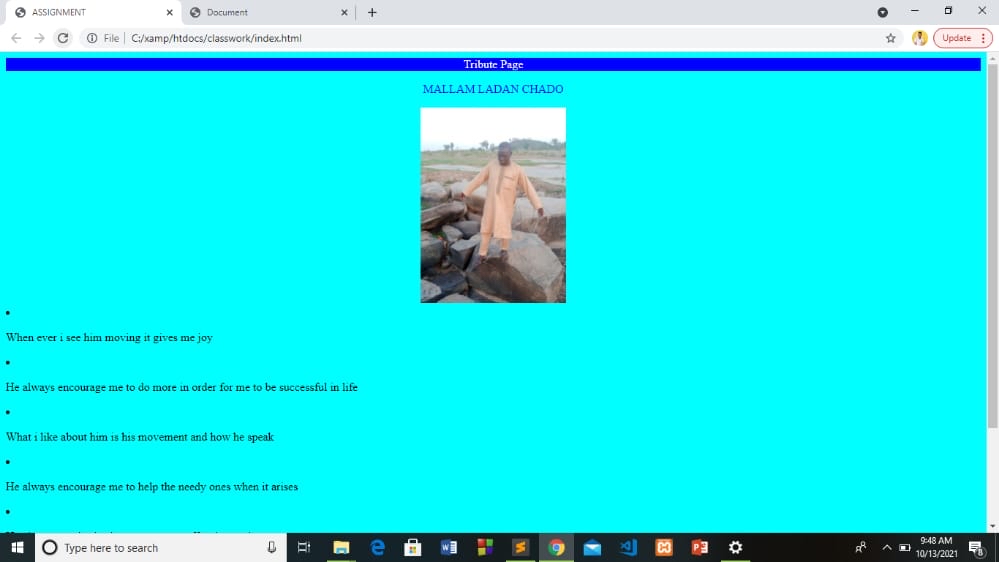 ASSIGNMENT
Document
File
C:/xamp/htdocs/classwork/index.html
Update
Tribute Page
MALLAM LADAN CHADO
When ever i see him moving it gives me joy
He always encourage me to do more in order for me to be successful in life
What i like about him is his movement and how he speak
He always encourage me to help the needy ones when it arises
Type here to search
9:48 AM
10/13/2021
8